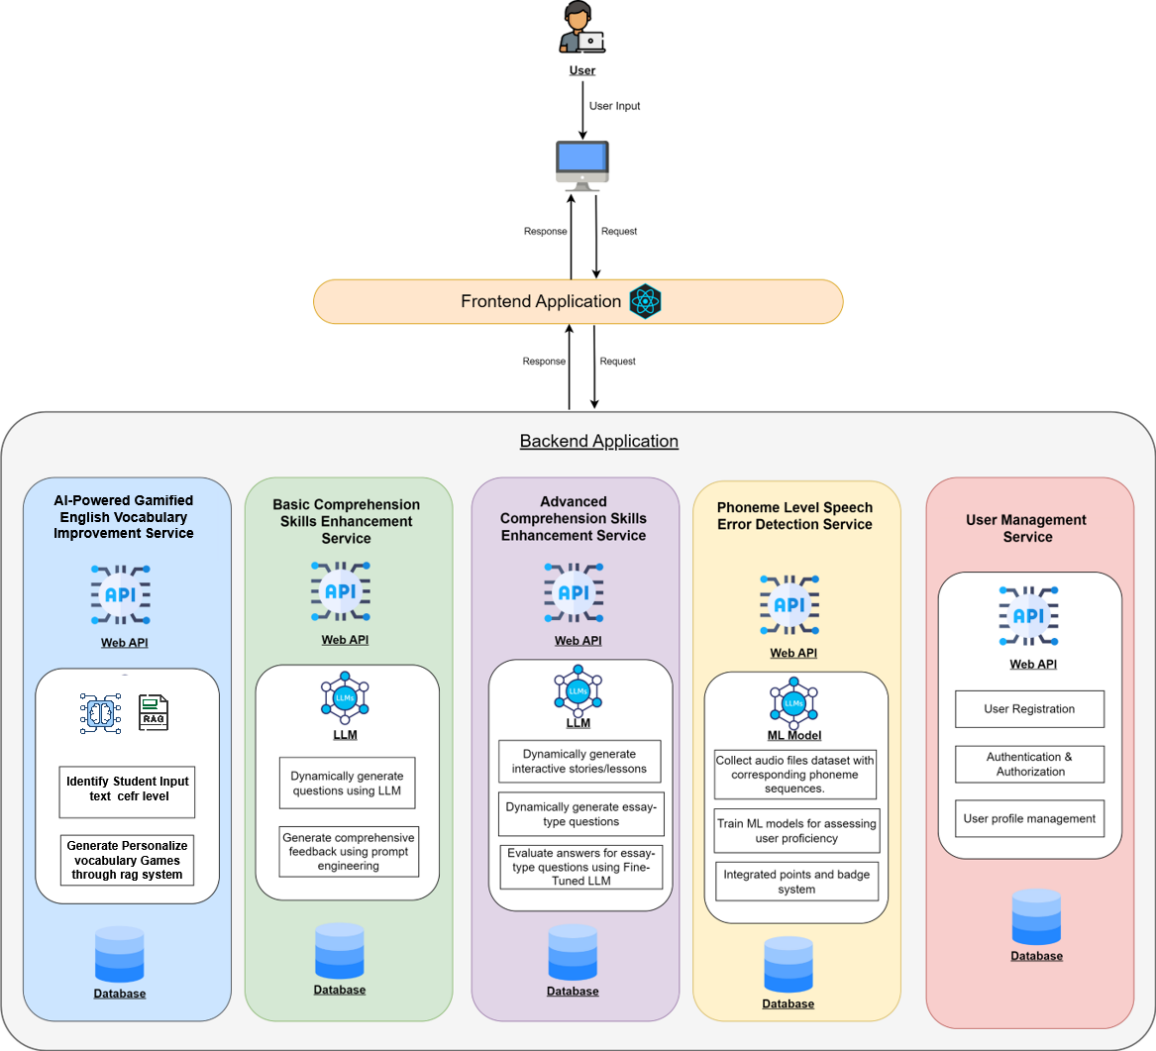 User
User Input
Response
Request
Frontend Application
Response
Request
Backend Application
AI-Powered Gamified
English Vocabulary
Improvement Service
API
Web API
RAG
Identify Student Input
text cefr level
Generate Personalize
vocabulary Games
through rag system
Database
Basic Comprehension
Skills Enhancement
Service
API
Web API
LLMs
LLM
Dynamically generate
questions using LLM
Generate comprehensive
feedback using prompt
engineering
Database
Advanced
Comprehension Skills
Enhancement Service
API
Web API
LLMs
LLM
Dynamically generate
interactive stories/lessons
Dynamically generate essay-
type questions
Evaluate answers for essay-
type questions using Fine-
Tuned LLM
Database
Phoneme Level Speech
Error Detection Service
API
Web API
LLMs
ML Model
Collect audio files dataset with
corresponding phoneme
sequences.
Train ML models for assessing
user proficiency
Integrated points and badge
system
Database
User Management
Service
API
Web API
User Registration
Authentication &
Authorization
User profile management
Database